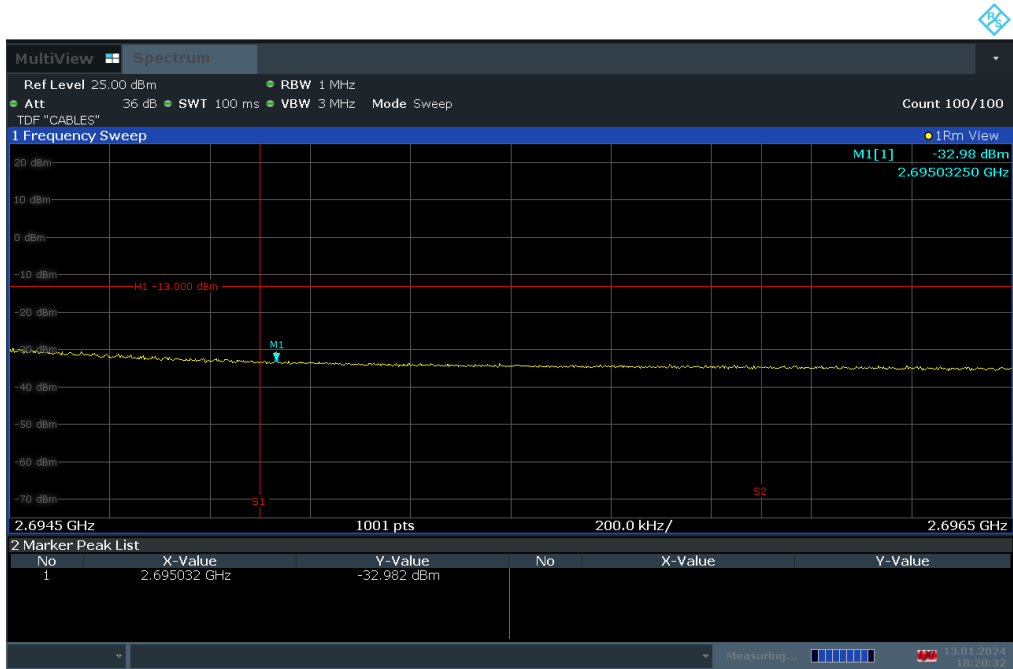 R&S
MultiView Spectrum
Ref Level 25.00 dBm RBW 1 MHz
Att 36 dB SWT 100 ms VBW 3 MHz Mode Sweep Count 100/100
TDF "CABLES"
1 Frequency Sweep 1Rm View
M1[1] -32.98 dBm
20 dBm
2.69503250 GHz
10 dBm
0 dBm
-10 dBm
H1 -13.000 dBm
-20 dBm
M1
-30 dBm
-40 dBm
-50 dBm
-60 dBm
S2
-70 dBm
S1
2.6945 GHz 1001 pts 200.0 kHz/ 2.6965 GHz
2 Marker Peak List
No X-Value Y-Value No X-Value Y-Value
1 2.695032 GHz -32.982 dBm
Measuring... 13.01.2024
18:20:32